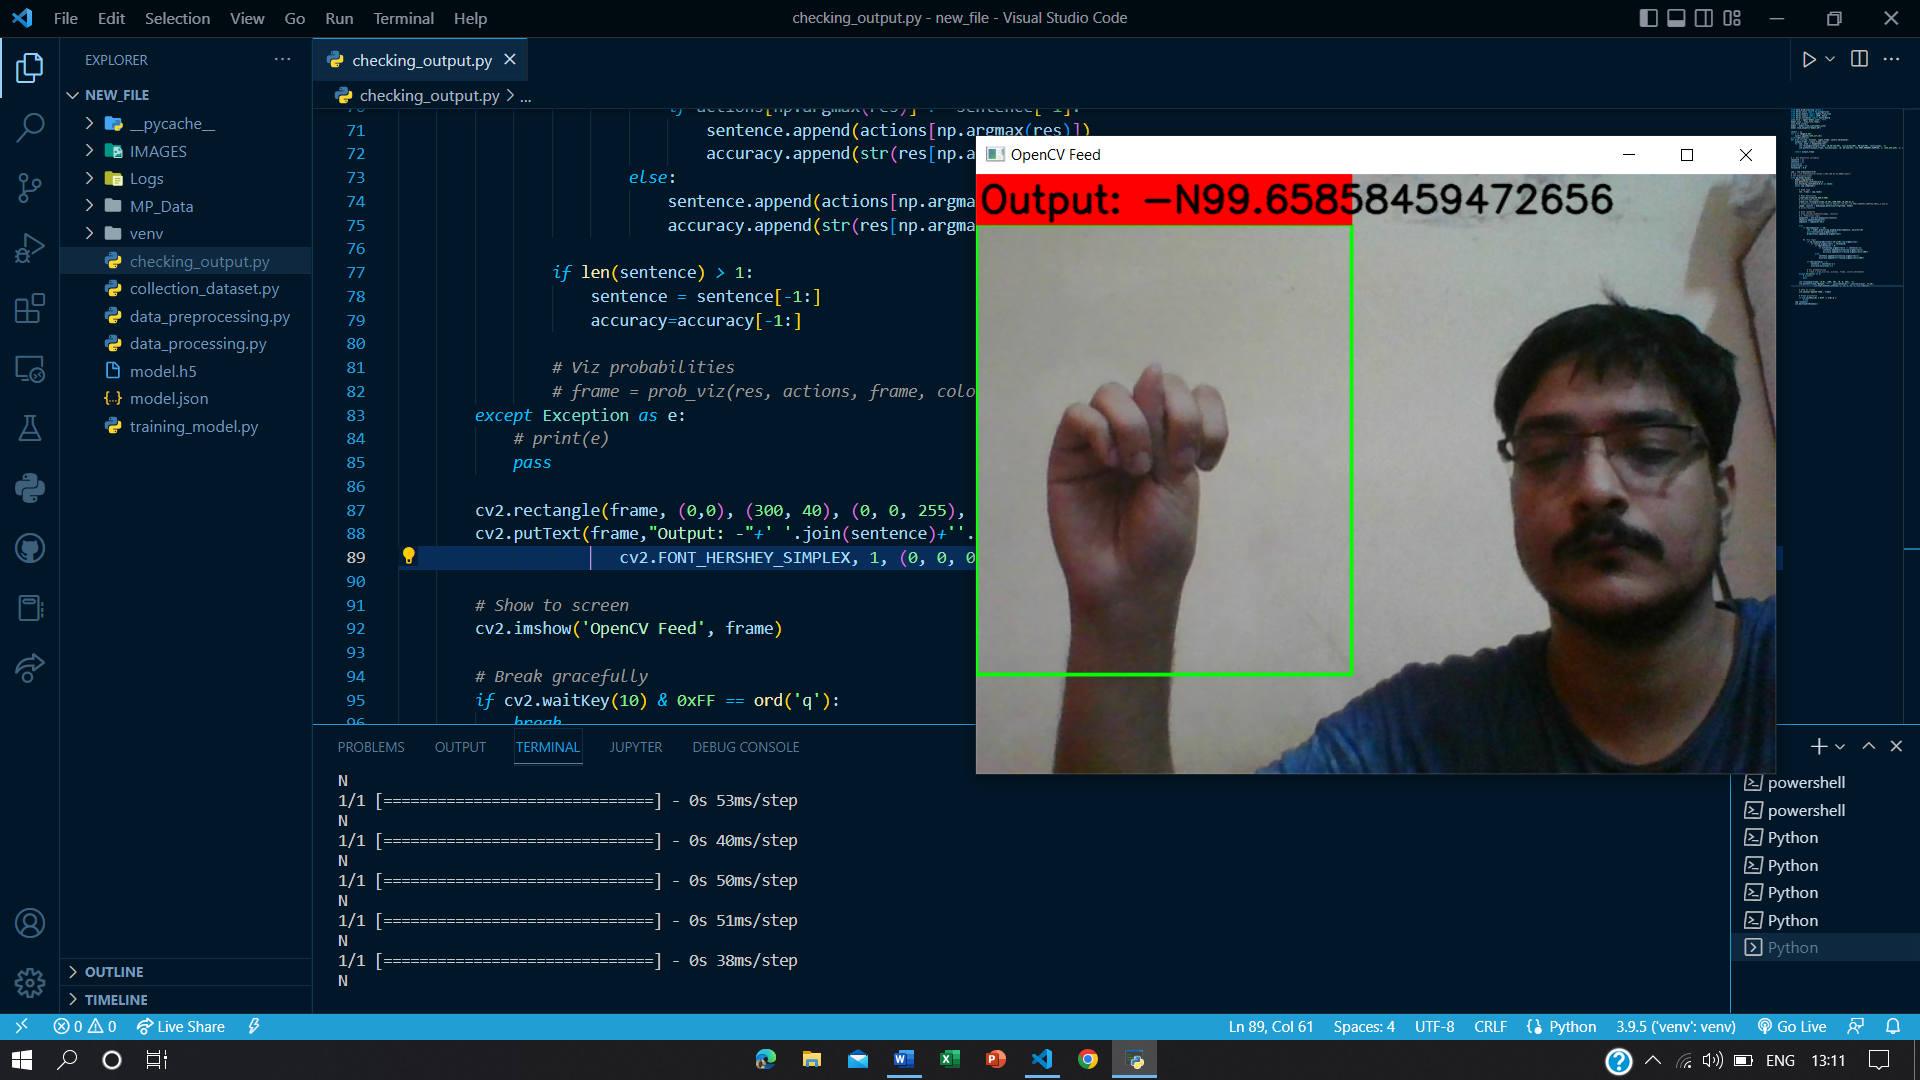 File Edit Selection View Go Run Terminal Help
checking_output.py - new_file - Visual Studio Code
EXPLORER
NEW_FILE
__pycache__
IMAGES
Logs
MP_Data
venv
checking_output.py
collection_dataset.py
data_preprocessing.py
data_processing.py
model.h5
model.json
training_model.py
OUTLINE
TIMELINE
checking_output.py
checking_output.py > ...
71 sentence.append(actions[np.argmax(res)])
72 accuracy.append(str(res[np.a
73 else:
74 sentence.append(actions[np.argma
75 accuracy.append(str(res[np.argma
76
77 if len(sentence) > 1:
78 sentence = sentence[-1:]
79 accuracy=accuracy[-1:]
80
81 # Viz probabilities
82 # frame = prob_viz(res, actions, frame, colo
83 except Exception as e:
84 # print(e)
85 pass
86
87 cv2.rectangle(frame, (0,0), (300, 40), (0, 0, 255),
88 cv2.putText(frame,"Output: -"+' '.join(sentence)+''.
89 cv2.FONT_HERSHEY_SIMPLEX, 1, (0, 0, 0
90
91 # Show to screen
92 cv2.imshow('OpenCV Feed', frame)
93
94 # Break gracefully
95 if cv2.waitKey(10) & 0xFF == ord('q'):
96 break
OpenCV Feed
Output: -N99.65858459472656
PROBLEMS OUTPUT TERMINAL JUPYTER DEBUG CONSOLE
N
1/1 [==============================] - 0s 53ms/step
N
1/1 [==============================] - 0s 40ms/step
N
1/1 [==============================] - 0s 50ms/step
N
1/1 [==============================] - 0s 51ms/step
N
1/1 [==============================] - 0s 38ms/step
N
powershell
powershell
Python
Python
Python
Python
Python
0 0 Live Share
Ln 89, Col 61 Spaces: 4 UTF-8 CRLF Python 3.9.5 ('venv': venv) Go Live
ENG 13:11